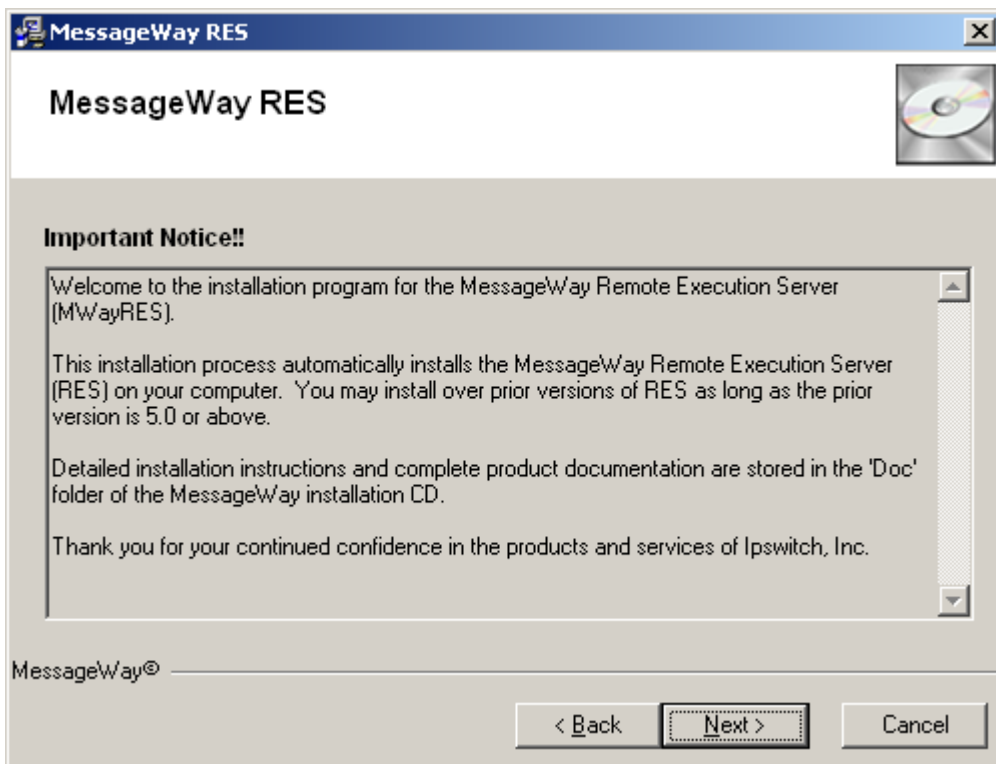 MessageWay RES
MessageWay RES
Important Notice!!
Welcome to the installation program for the MessageWay Remote Execution Server
(MWayRES).
This installation process automatically installs the MessageWay Remote Execution Server
(RES) on your computer.  You may install over prior versions of RES as long as the prior
version is 5.0 or above.
Detailed installation instructions and complete product documentation are stored in the 'Doc'
folder of the MessageWay installation CD.
Thank you for your continued confidence in the products and services of Ipswitch, Inc.
MessageWay©
< Back
Next >
Cancel